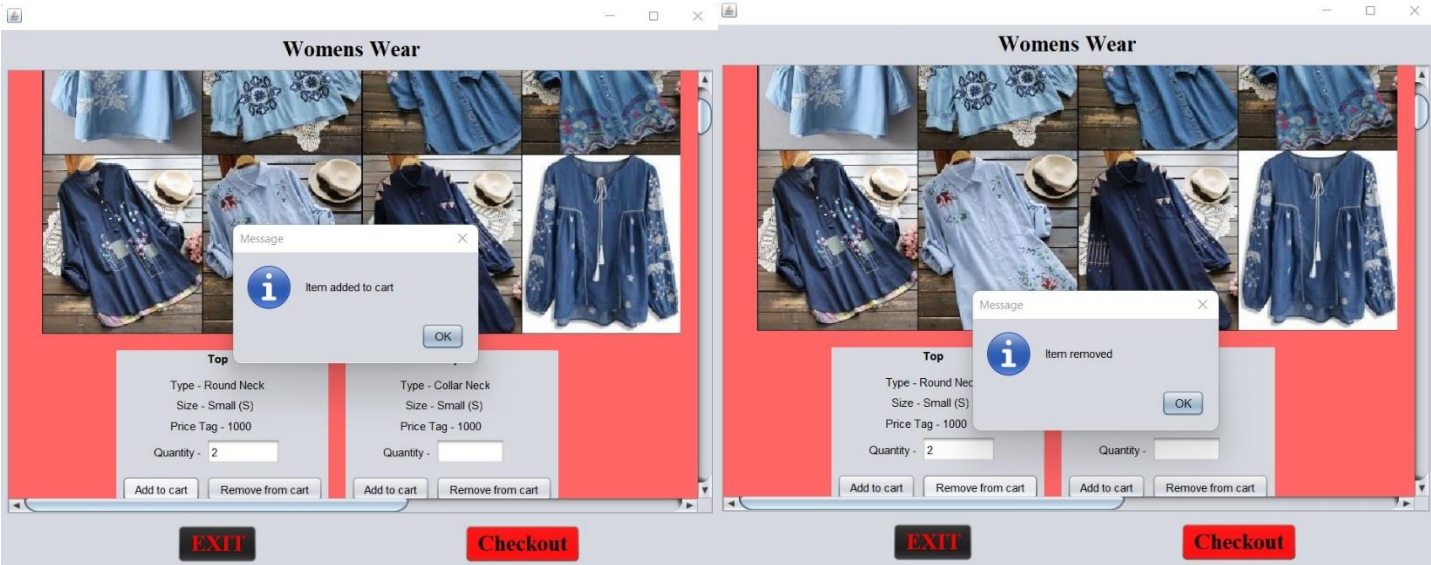 Womens Wear
Message
Item added to cart
OK
Top
Type - Round Neck
Size - Small (S)
Price Tag - 1000
Quantity - 2
Add to cart Remove from cart
Type - Collar Neck
Size - Small (S)
Price Tag - 1000
Quantity -
Add to cart Remove from cart
EXIT Checkout
Womens Wear
Message
Item removed
OK
Top
Type - Round Nec
Size - Small (S)
Price Tag - 1000
Quantity - 2
Add to cart Remove from cart
Quantity -
Add to cart Remove from cart
EXIT Checkout